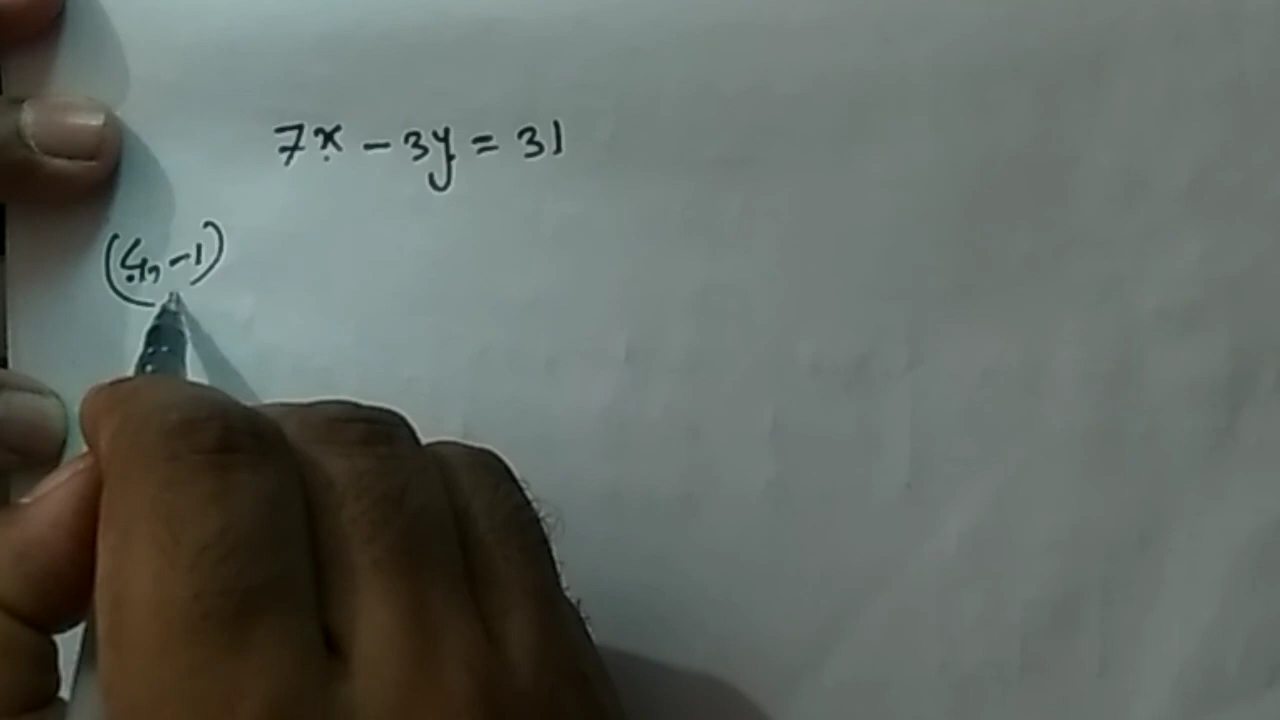 7x - 3y = 31
(4, -1)